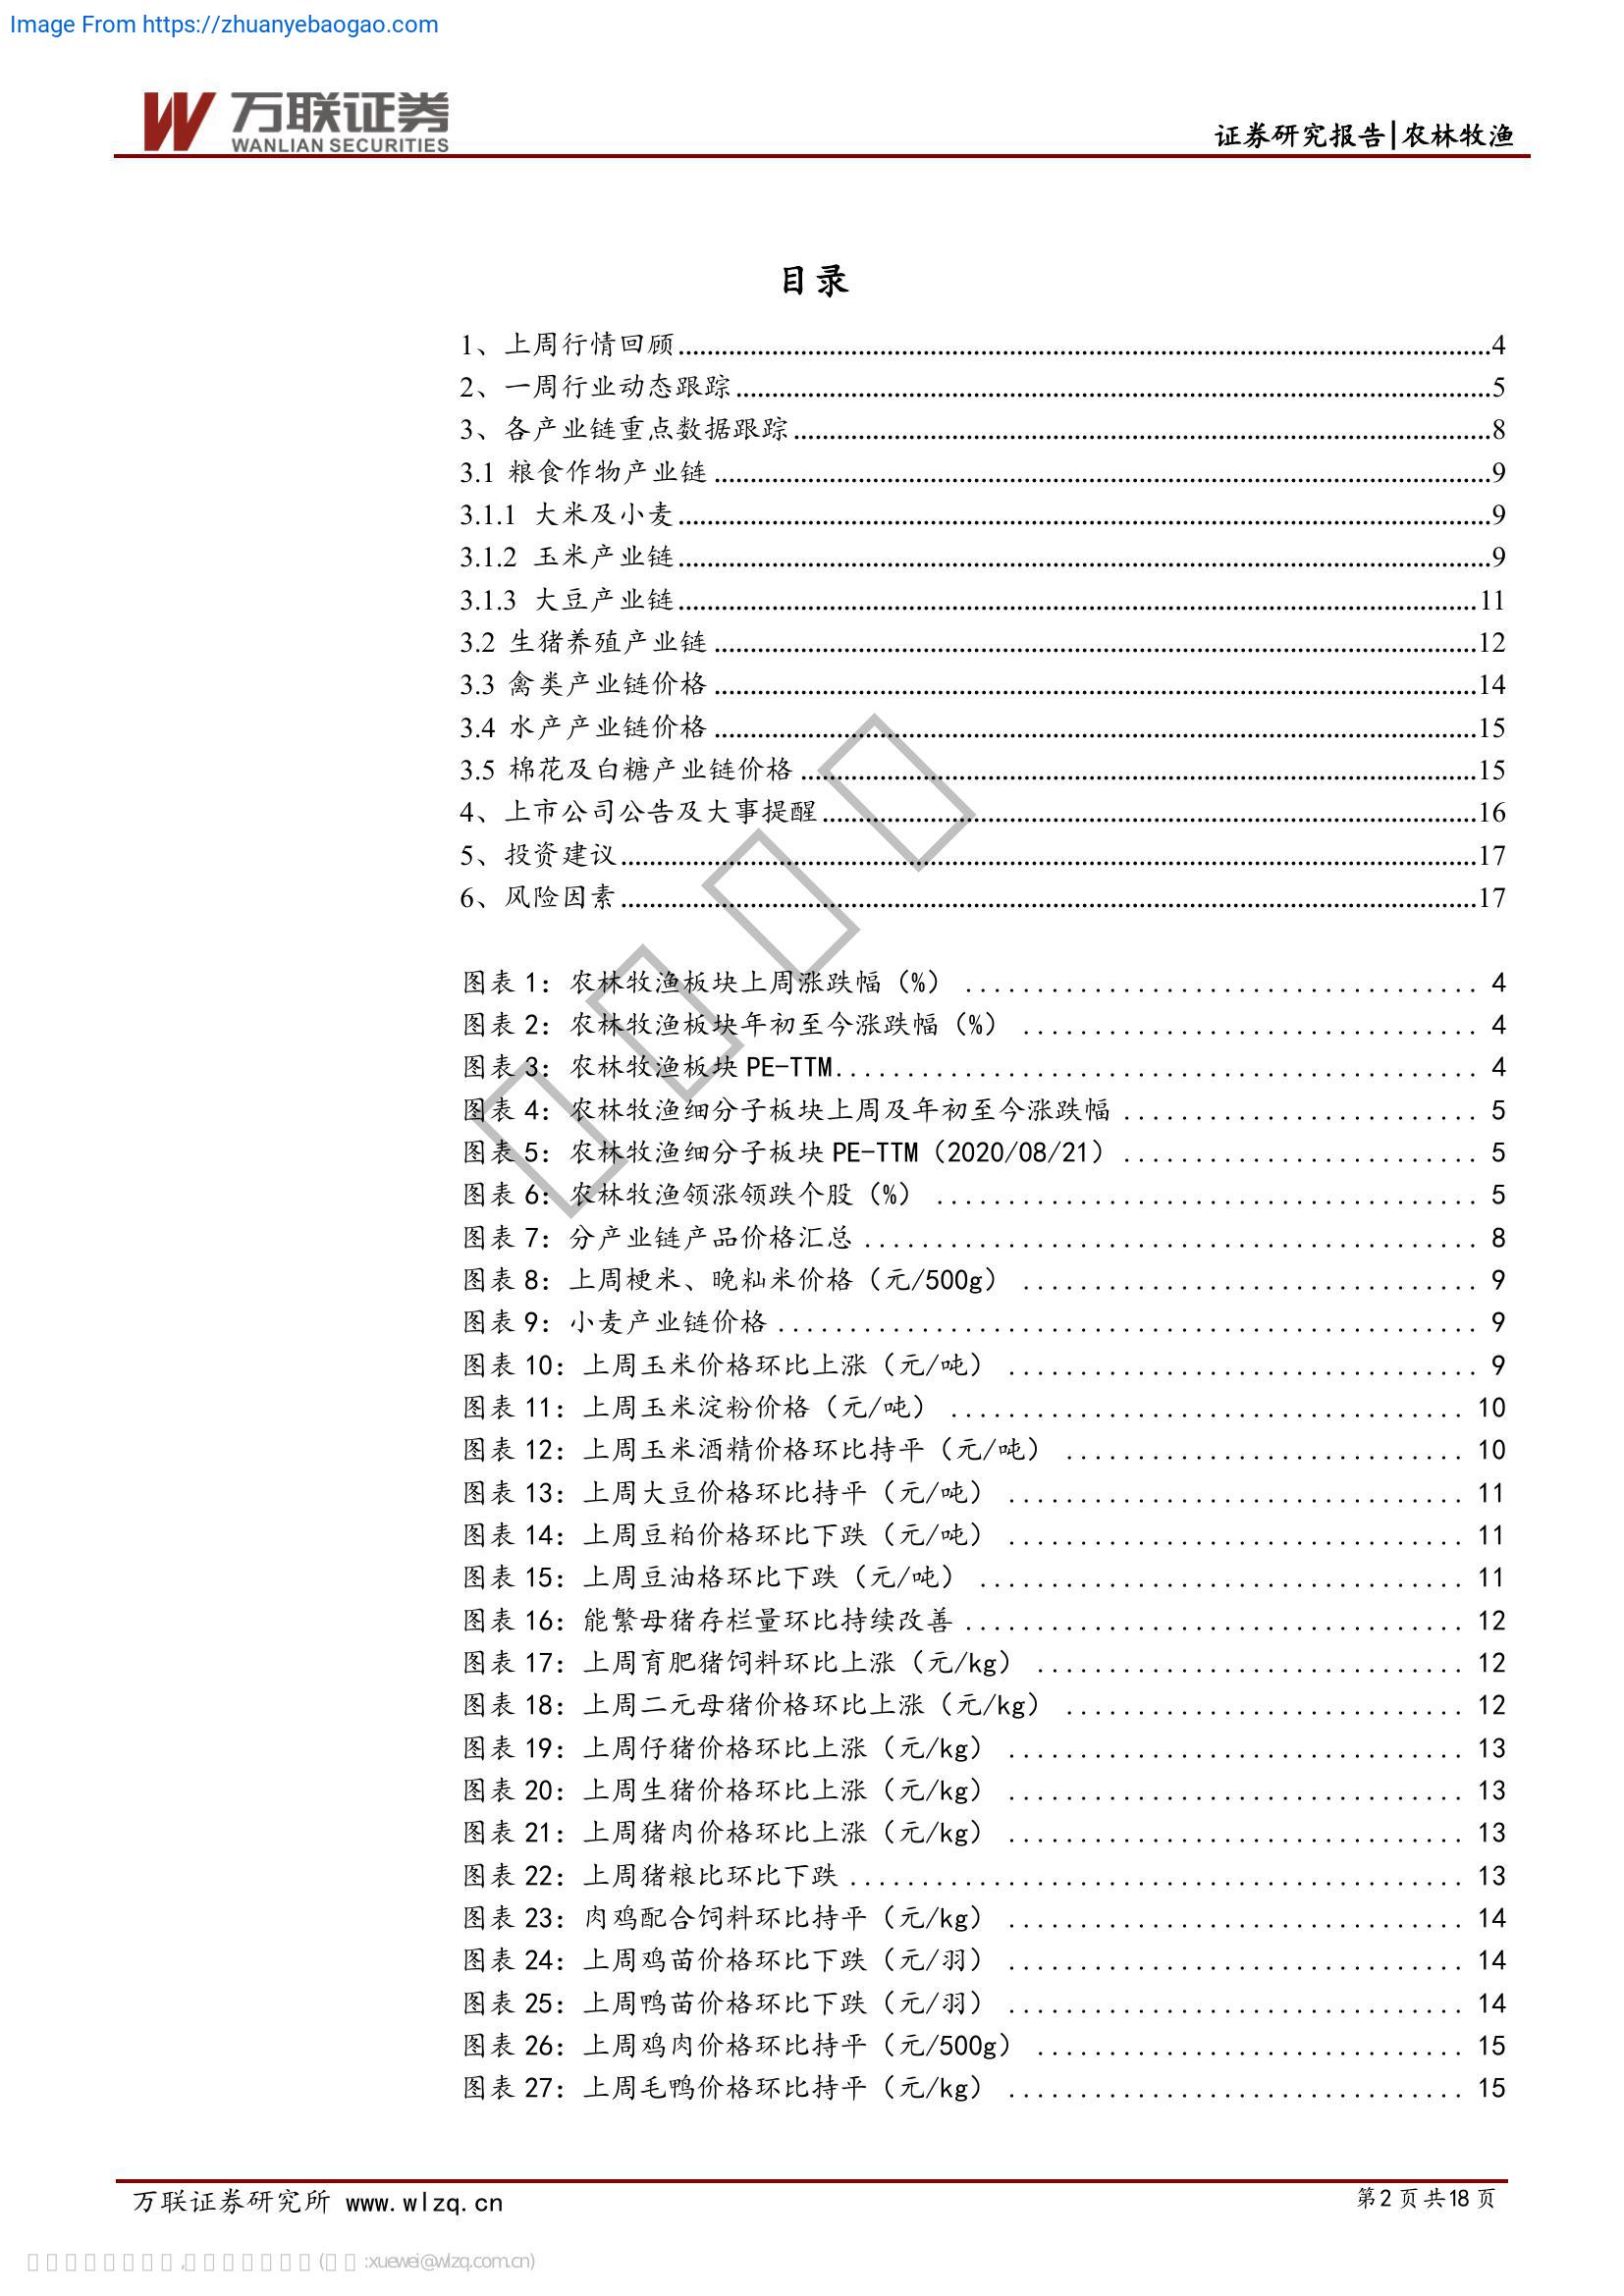 Image From https://zhuanyebaogao.com
万联证券
WANLIAN SECURITIES
证券研究报告|农林牧渔
目录
1、上周行情回顾.....4
2、一周行业动态跟踪.....5
3、各产业链重点数据跟踪.....8
3.1 粮食作物产业链.....9
3.1.1 大米及小麦.....9
3.1.2 玉米产业链.....9
3.1.3 大豆产业链.....11
3.2 生猪养殖产业链.....12
3.3 禽类产业链价格.....14
3.4 水产产业链价格.....15
3.5 棉花及白糖产业链价格.....15
4、上市公司公告及大事提醒.....16
5、投资建议.....17
6、风险因素.....17
图表 1：农林牧渔板块上周涨跌幅（%）..... 4
图表 2：农林牧渔板块年初至今涨跌幅（%）..... 4
图表 3：农林牧渔板块 PE-TTM..... 4
图表 4：农林牧渔细分子板块上周及年初至今涨跌幅..... 5
图表 5：农林牧渔细分子板块 PE-TTM（2020/08/21）..... 5
图表 6：农林牧渔领涨领跌个股（%）..... 5
图表 7：分产业链产品价格汇总..... 8
图表 8：上周梗米、晚籼米价格（元/500g）..... 9
图表 9：小麦产业链价格..... 9
图表 10：上周玉米价格环比上涨（元/吨）..... 9
图表 11：上周玉米淀粉价格（元/吨）..... 10
图表 12：上周玉米酒精价格环比持平（元/吨）..... 10
图表 13：上周大豆价格环比持平（元/吨）..... 11
图表 14：上周豆粕价格环比下跌（元/吨）..... 11
图表 15：上周豆油格环比下跌（元/吨）..... 11
图表 16：能繁母猪存栏量环比持续改善..... 12
图表 17：上周育肥猪饲料环比上涨（元/kg）..... 12
图表 18：上周二元母猪价格环比上涨（元/kg）..... 12
图表 19：上周仔猪价格环比上涨（元/kg）..... 13
图表 20：上周生猪价格环比上涨（元/kg）..... 13
图表 21：上周猪肉价格环比上涨（元/kg）..... 13
图表 22：上周猪粮比环比下跌..... 13
图表 23：肉鸡配合饲料环比持平（元/kg）..... 14
图表 24：上周鸡苗价格环比下跌（元/羽）..... 14
图表 25：上周鸭苗价格环比下跌（元/羽）..... 14
图表 26：上周鸡肉价格环比持平（元/500g）..... 15
图表 27：上周毛鸭价格环比持平（元/kg）..... 15
万联证券研究所 www.wlzq.cn
第 2 页 共 18 页
:xuewei@wlzq.com.cn)